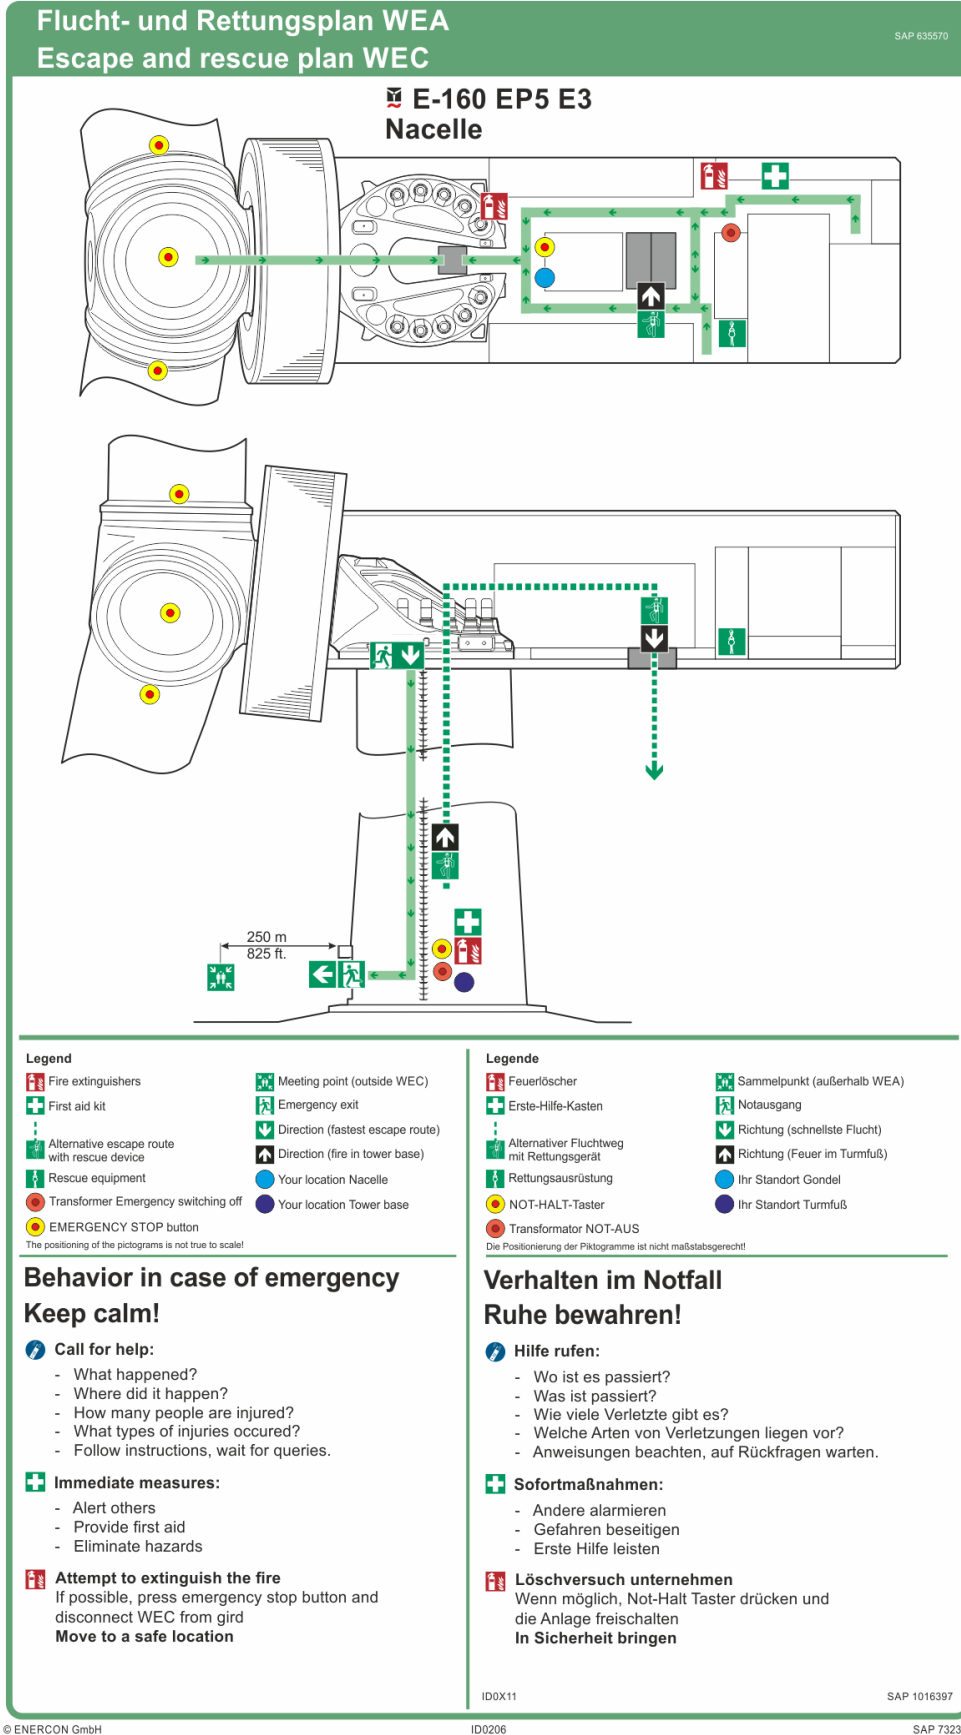 Flucht- und Rettungsplan WEA
Escape and rescue plan WEC
SAP 635570
E-160 EP5 E3
Nacelle
250 m
825 ft.
Legend
Fire extinguishers
First aid kit
Alternative escape route
with rescue device
Rescue equipment
Transformer Emergency switching off
EMERGENCY STOP button
The positioning of the pictograms is not true to scale!
Meeting point (outside WEC)
Emergency exit
Direction (fastest escape route)
Direction (fire in tower base)
Your location Nacelle
Your location Tower base
Legende
Feuerlöscher
Erste-Hilfe-Kasten
Alternativer Fluchtweg
mit Rettungsgerät
Rettungsausrüstung
NOT-HALT-Taster
Transformator NOT-AUS
Die Positionierung der Piktogramme ist nicht maßstabsgerecht!
Sammelpunkt (außerhalb WEA)
Notausgang
Richtung (schnellste Flucht)
Richtung (Feuer im Turmfuß)
Ihr Standort Gondel
Ihr Standort Turmfuß
Behavior in case of emergency
Keep calm!
Call for help:
- What happened?
- Where did it happen?
- How many people are injured?
- What types of injuries occured?
- Follow instructions, wait for queries.
Immediate measures:
- Alert others
- Provide first aid
- Eliminate hazards
Attempt to extinguish the fire
If possible, press emergency stop button and
disconnect WEC from gird
Move to a safe location
Verhalten im Notfall
Ruhe bewahren!
Hilfe rufen:
- Wo ist es passiert?
- Was ist passiert?
- Wie viele Verletzte gibt es?
- Welche Arten von Verletzungen liegen vor?
- Anweisungen beachten, auf Rückfragen warten.
Sofortmaßnahmen:
- Andere alarmieren
- Gefahren beseitigen
- Erste Hilfe leisten
Löschversuch unternehmen
Wenn möglich, Not-Halt Taster drücken und
die Anlage freischalten
In Sicherheit bringen
ID0X11
SAP 1016397
© ENERCON GmbH
ID0206
SAP 7323